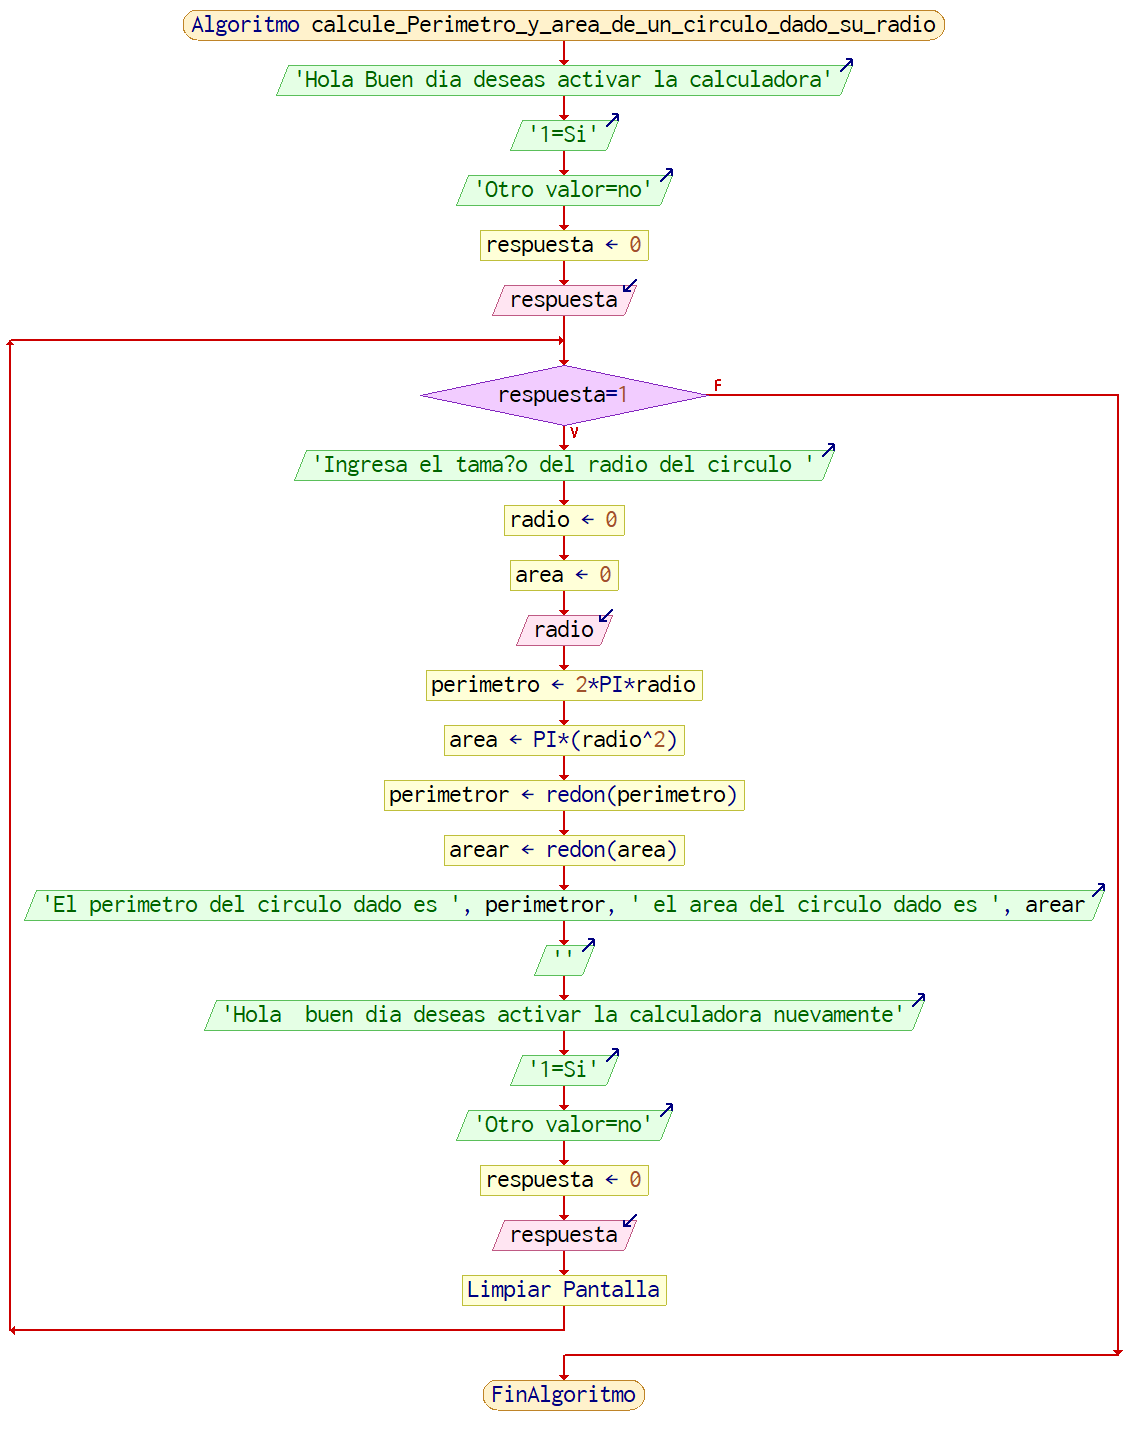 Algoritmo calcule_Perimetro_y_area_de_un_circulo_dado_su_radio
'Hola Buen dia deseas activar la calculadora'
'1=Si'
'Otro valor=no'
respuesta ← 0
respuesta
respuesta=1
F
V
'Ingresa el tama?o del radio del circulo '
radio ← 0
area ← 0
radio
perimetro ← 2*PI*radio
area ← PI*(radio^2)
perimetror ← redon(perimetro)
arear ← redon(area)
'El perimetro del circulo dado es ', perimetror, ' el area del circulo dado es ', arear
''
'Hola  buen dia deseas activar la calculadora nuevamente'
'1=Si'
'Otro valor=no'
respuesta ← 0
respuesta
Limpiar Pantalla
FinAlgoritmo